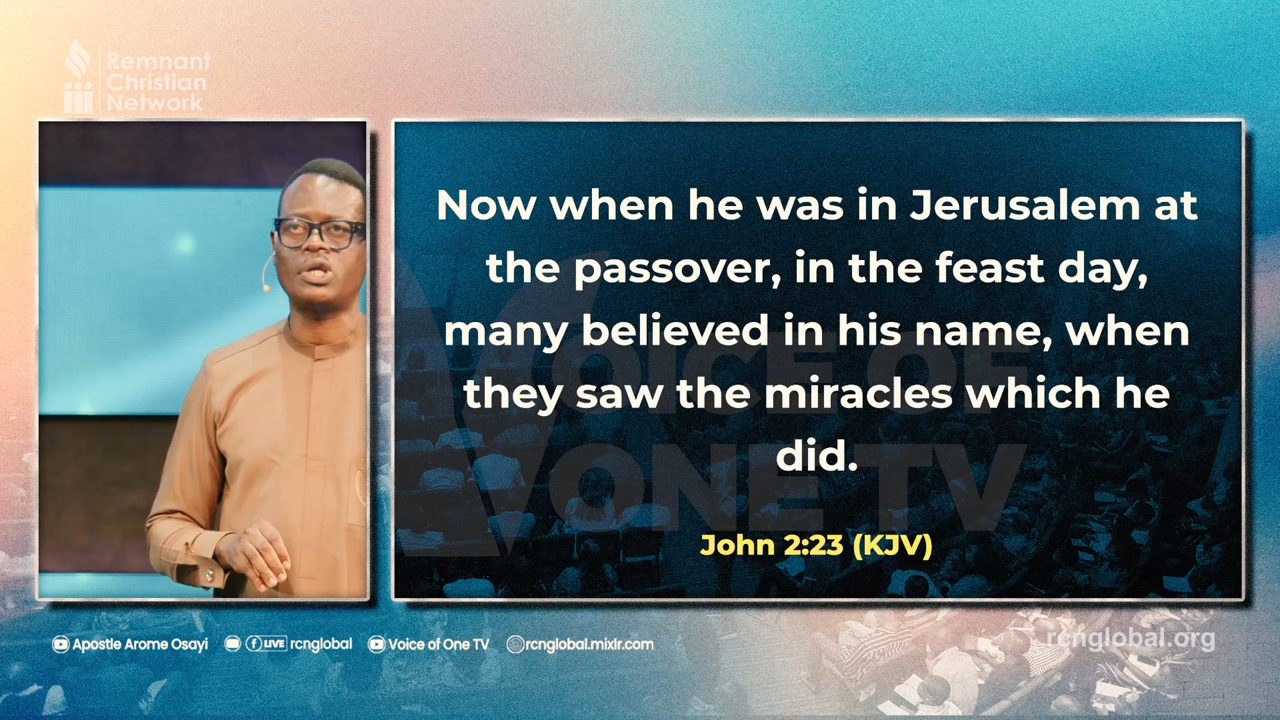 Remnant
Christian
Network
Now when he was in Jerusalem at
the passover, in the feast day,
many believed in his name, when
they saw the miracles which he
did.
VOICE OF
ONE TV
John 2:23 (KJV)
Apostle Arome Osayi
f LIVE rcnglobal
Voice of One TV
rcnglobal.mixlr.com
rcnglobal.org